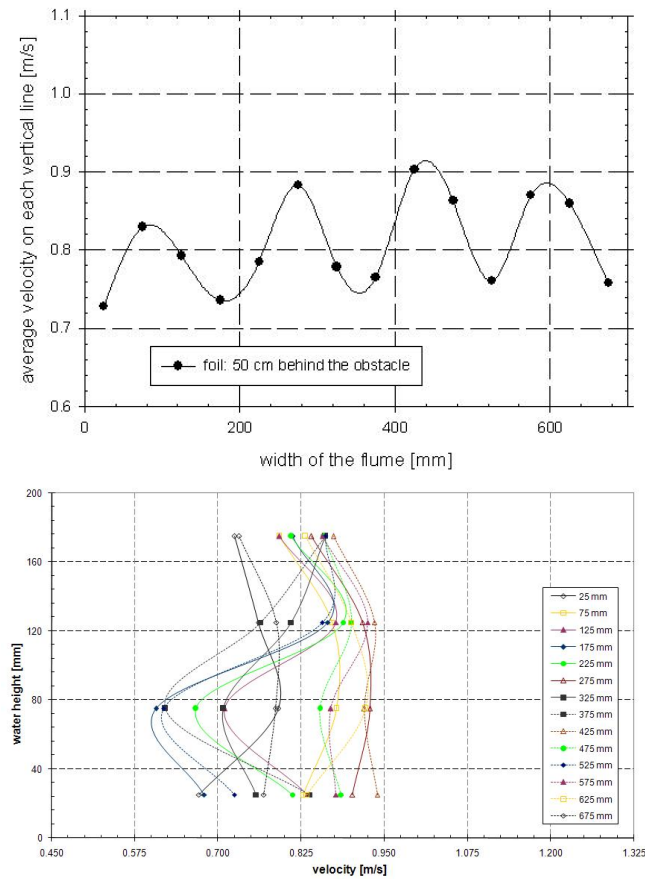 average velocity on each vertical line [m/s]
1.1
1.0
0.9
0.8
0.7
0.6
foil: 50 cm behind the obstacle
0 200 400 600
width of the flume [mm]
water height [mm]
200
160
120
80
40
0
25 mm
75 mm
125 mm
175 mm
225 mm
275 mm
325 mm
375 mm
425 mm
475 mm
525 mm
575 mm
625 mm
675 mm
0.450 0.575 0.700 0.825 0.950 1.075 1.200 1.325
velocity [m/s]